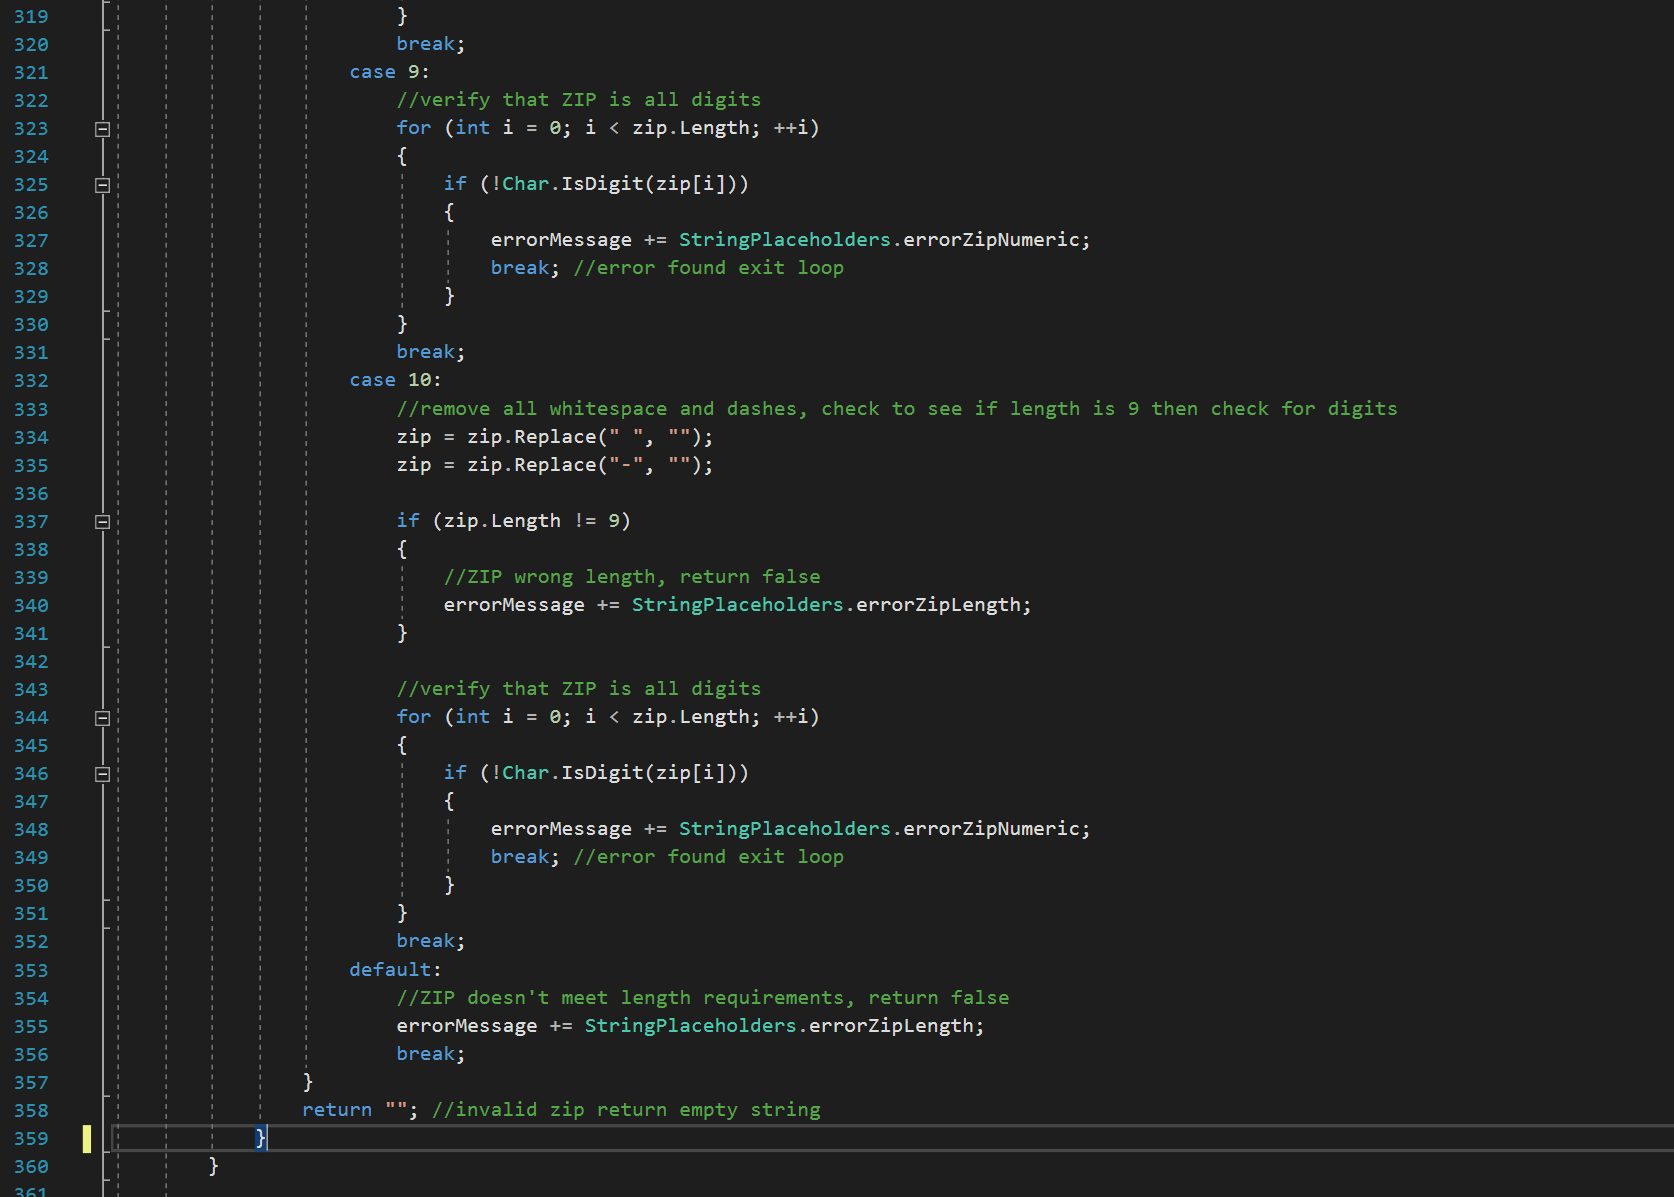 319 }
320 break;
321 case 9:
322 //verify that ZIP is all digits
323 for (int i = 0; i < zip.Length; ++i)
324 {
325 if (!Char.IsDigit(zip[i]))
326 {
327 errorMessage += StringPlaceholders.errorZipNumeric;
328 break; //error found exit loop
329 }
330 }
331 break;
332 case 10:
333 //remove all whitespace and dashes, check to see if length is 9 then check for digits
334 zip = zip.Replace(" ", "");
335 zip = zip.Replace("-", "");
336
337 if (zip.Length != 9)
338 {
339 //ZIP wrong length, return false
340 errorMessage += StringPlaceholders.errorZipLength;
341 }
342
343 //verify that ZIP is all digits
344 for (int i = 0; i < zip.Length; ++i)
345 {
346 if (!Char.IsDigit(zip[i]))
347 {
348 errorMessage += StringPlaceholders.errorZipNumeric;
349 break; //error found exit loop
350 }
351 }
352 break;
353 default:
354 //ZIP doesn't meet length requirements, return false
355 errorMessage += StringPlaceholders.errorZipLength;
356 break;
357 }
358 return ""; //invalid zip return empty string
359 }
360 }
361